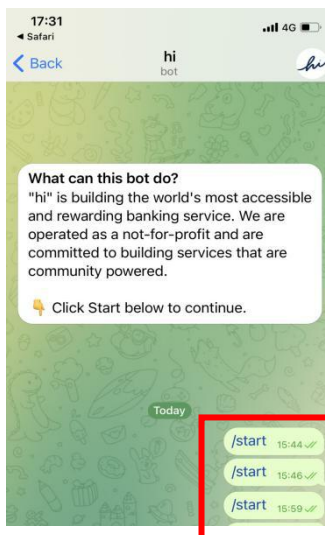 17:31
4G
◄ Safari
Back
hi
bot
hi
What can this bot do?
"hi" is building the world's most accessible
and rewarding banking service. We are
operated as a not-for-profit and are
committed to building services that are
community powered.
👇 Click Start below to continue.
Today
/start 15:44
/start 15:46
/start 15:59